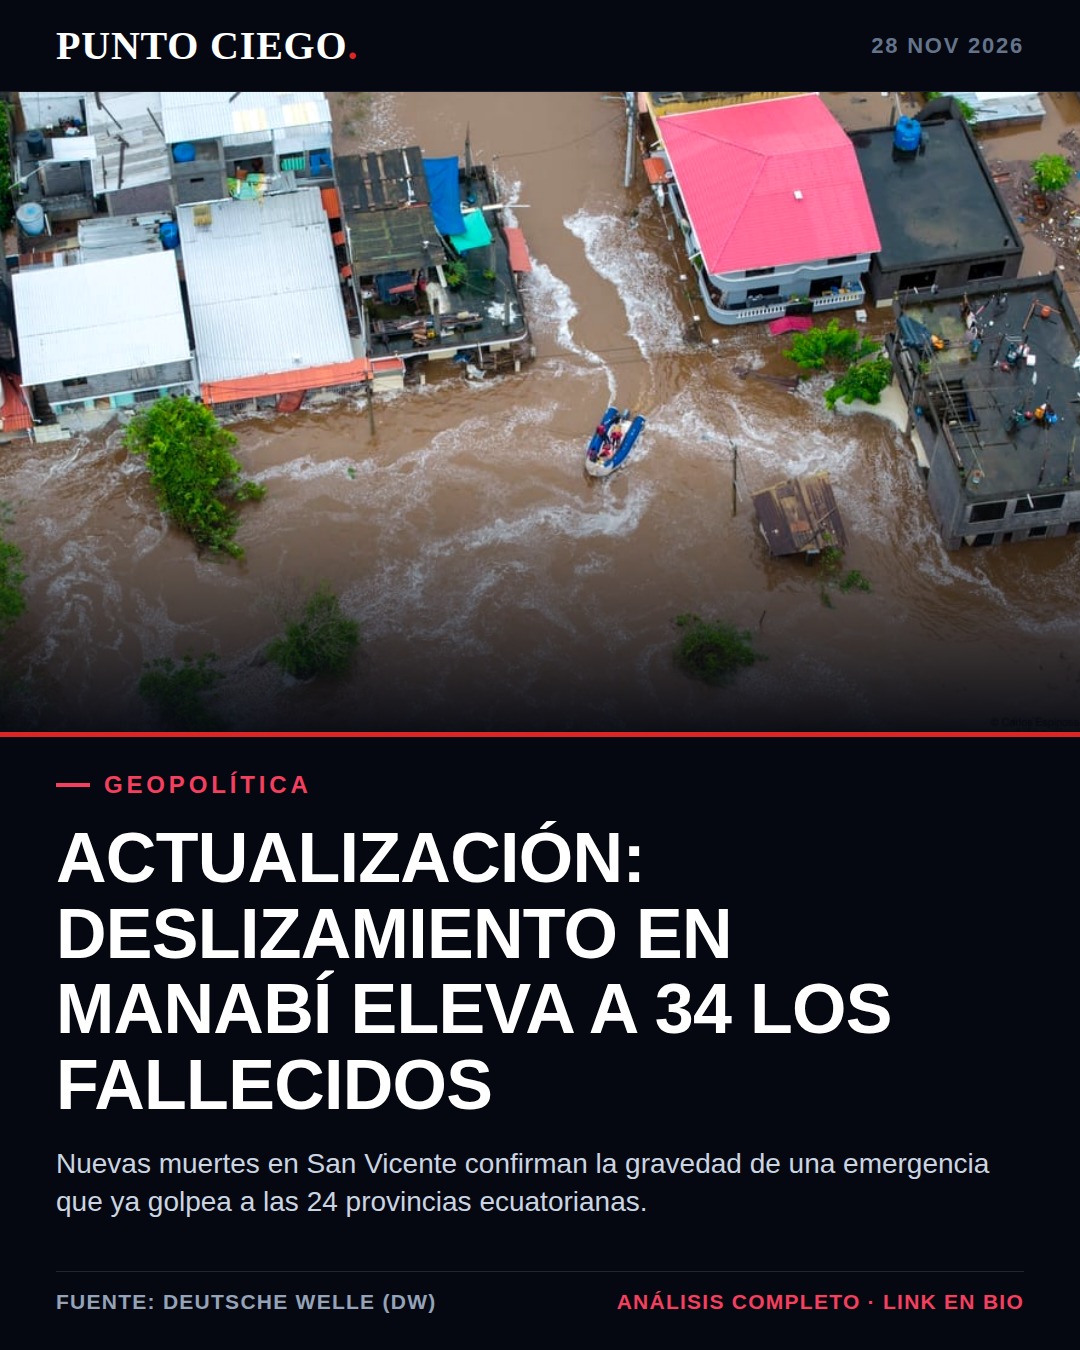 PUNTO CIEGO.
28 NOV 2026
GEOPOLÍTICA
ACTUALIZACIÓN:
DESLIZAMIENTO EN
MANABÍ ELEVA A 34 LOS
FALLECIDOS
Nuevas muertes en San Vicente confirman la gravedad de una emergencia
que ya golpea a las 24 provincias ecuatorianas.
FUENTE: DEUTSCHE WELLE (DW)
ANÁLISIS COMPLETO · LINK EN BIO